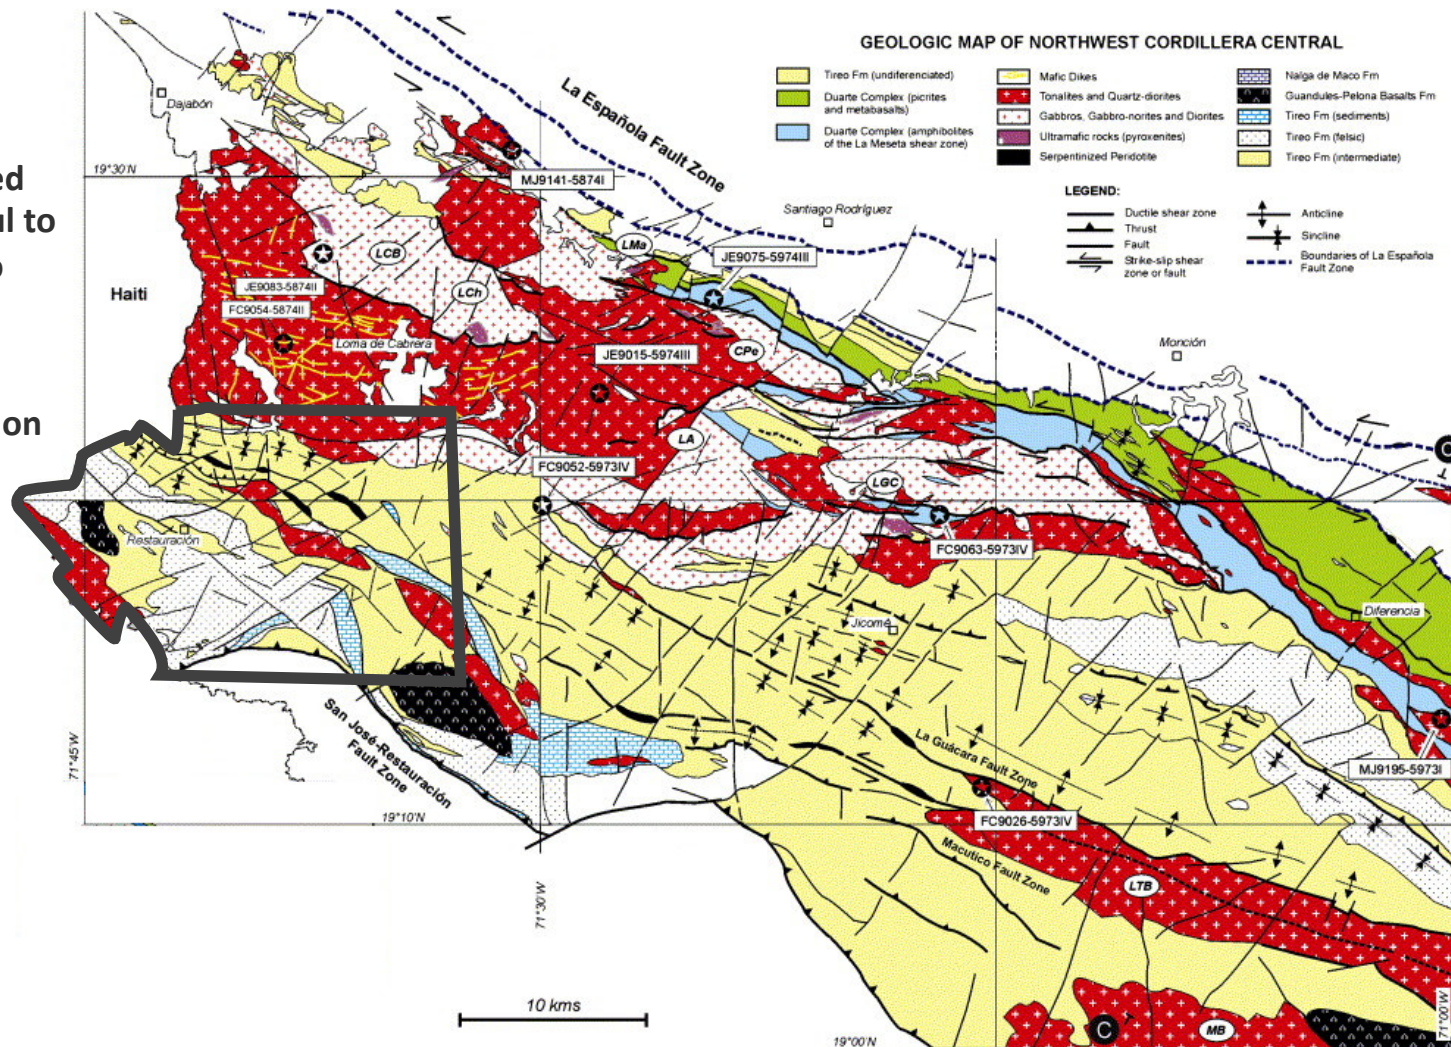 GEOLOGIC MAP OF NORTHWEST CORDILLERA CENTRAL
Tireo Fm (undiferenciated)
Duarte Complex (picrites
and metabasalts)
Duarte Complex (amphibolites
of the La Meseta shear zone)
Mafic Dikes
Tonalites and Quartz-diorites
Gabbros, Gabbro-norites and Diorites
Ultramafic rocks (pyroxenites)
Serpentinized Peridotite
Nalga de Maco Fm
Guandules-Pelona Basalts Fm
Tireo Fm (sediments)
Tireo Fm (felsic)
Tireo Fm (intermediate)
LEGEND:
Ductile shear zone
Thrust
Fault
Strike-slip shear
zone or fault
Anticline
Sincline
Boundaries of La Española
Fault Zone
Dajabón
La Española Fault Zone
19°30'N
ed
MJ9141-5874I
Santiago Rodríguez
al to
LMa
LCB
JE9075-5974III
JE9083-5874II
Haiti
LCh
FC9054-5874II
Loma de Cabrera
JE9015-5974III
CPe
Monción
on
LA
FC9052-5973IV
LGC
Restauración
FC9063-5973IV
Diferencia
Jicomé
San José-Restauración
Fault Zone
La Guácara Fault Zone
71°45'W
MJ9195-5973I
19°10'N
FC9026-5973IV
Macutico Fault Zone
LTB
71°30'W
10 kms
C
MB
71°00'W
19°00'N